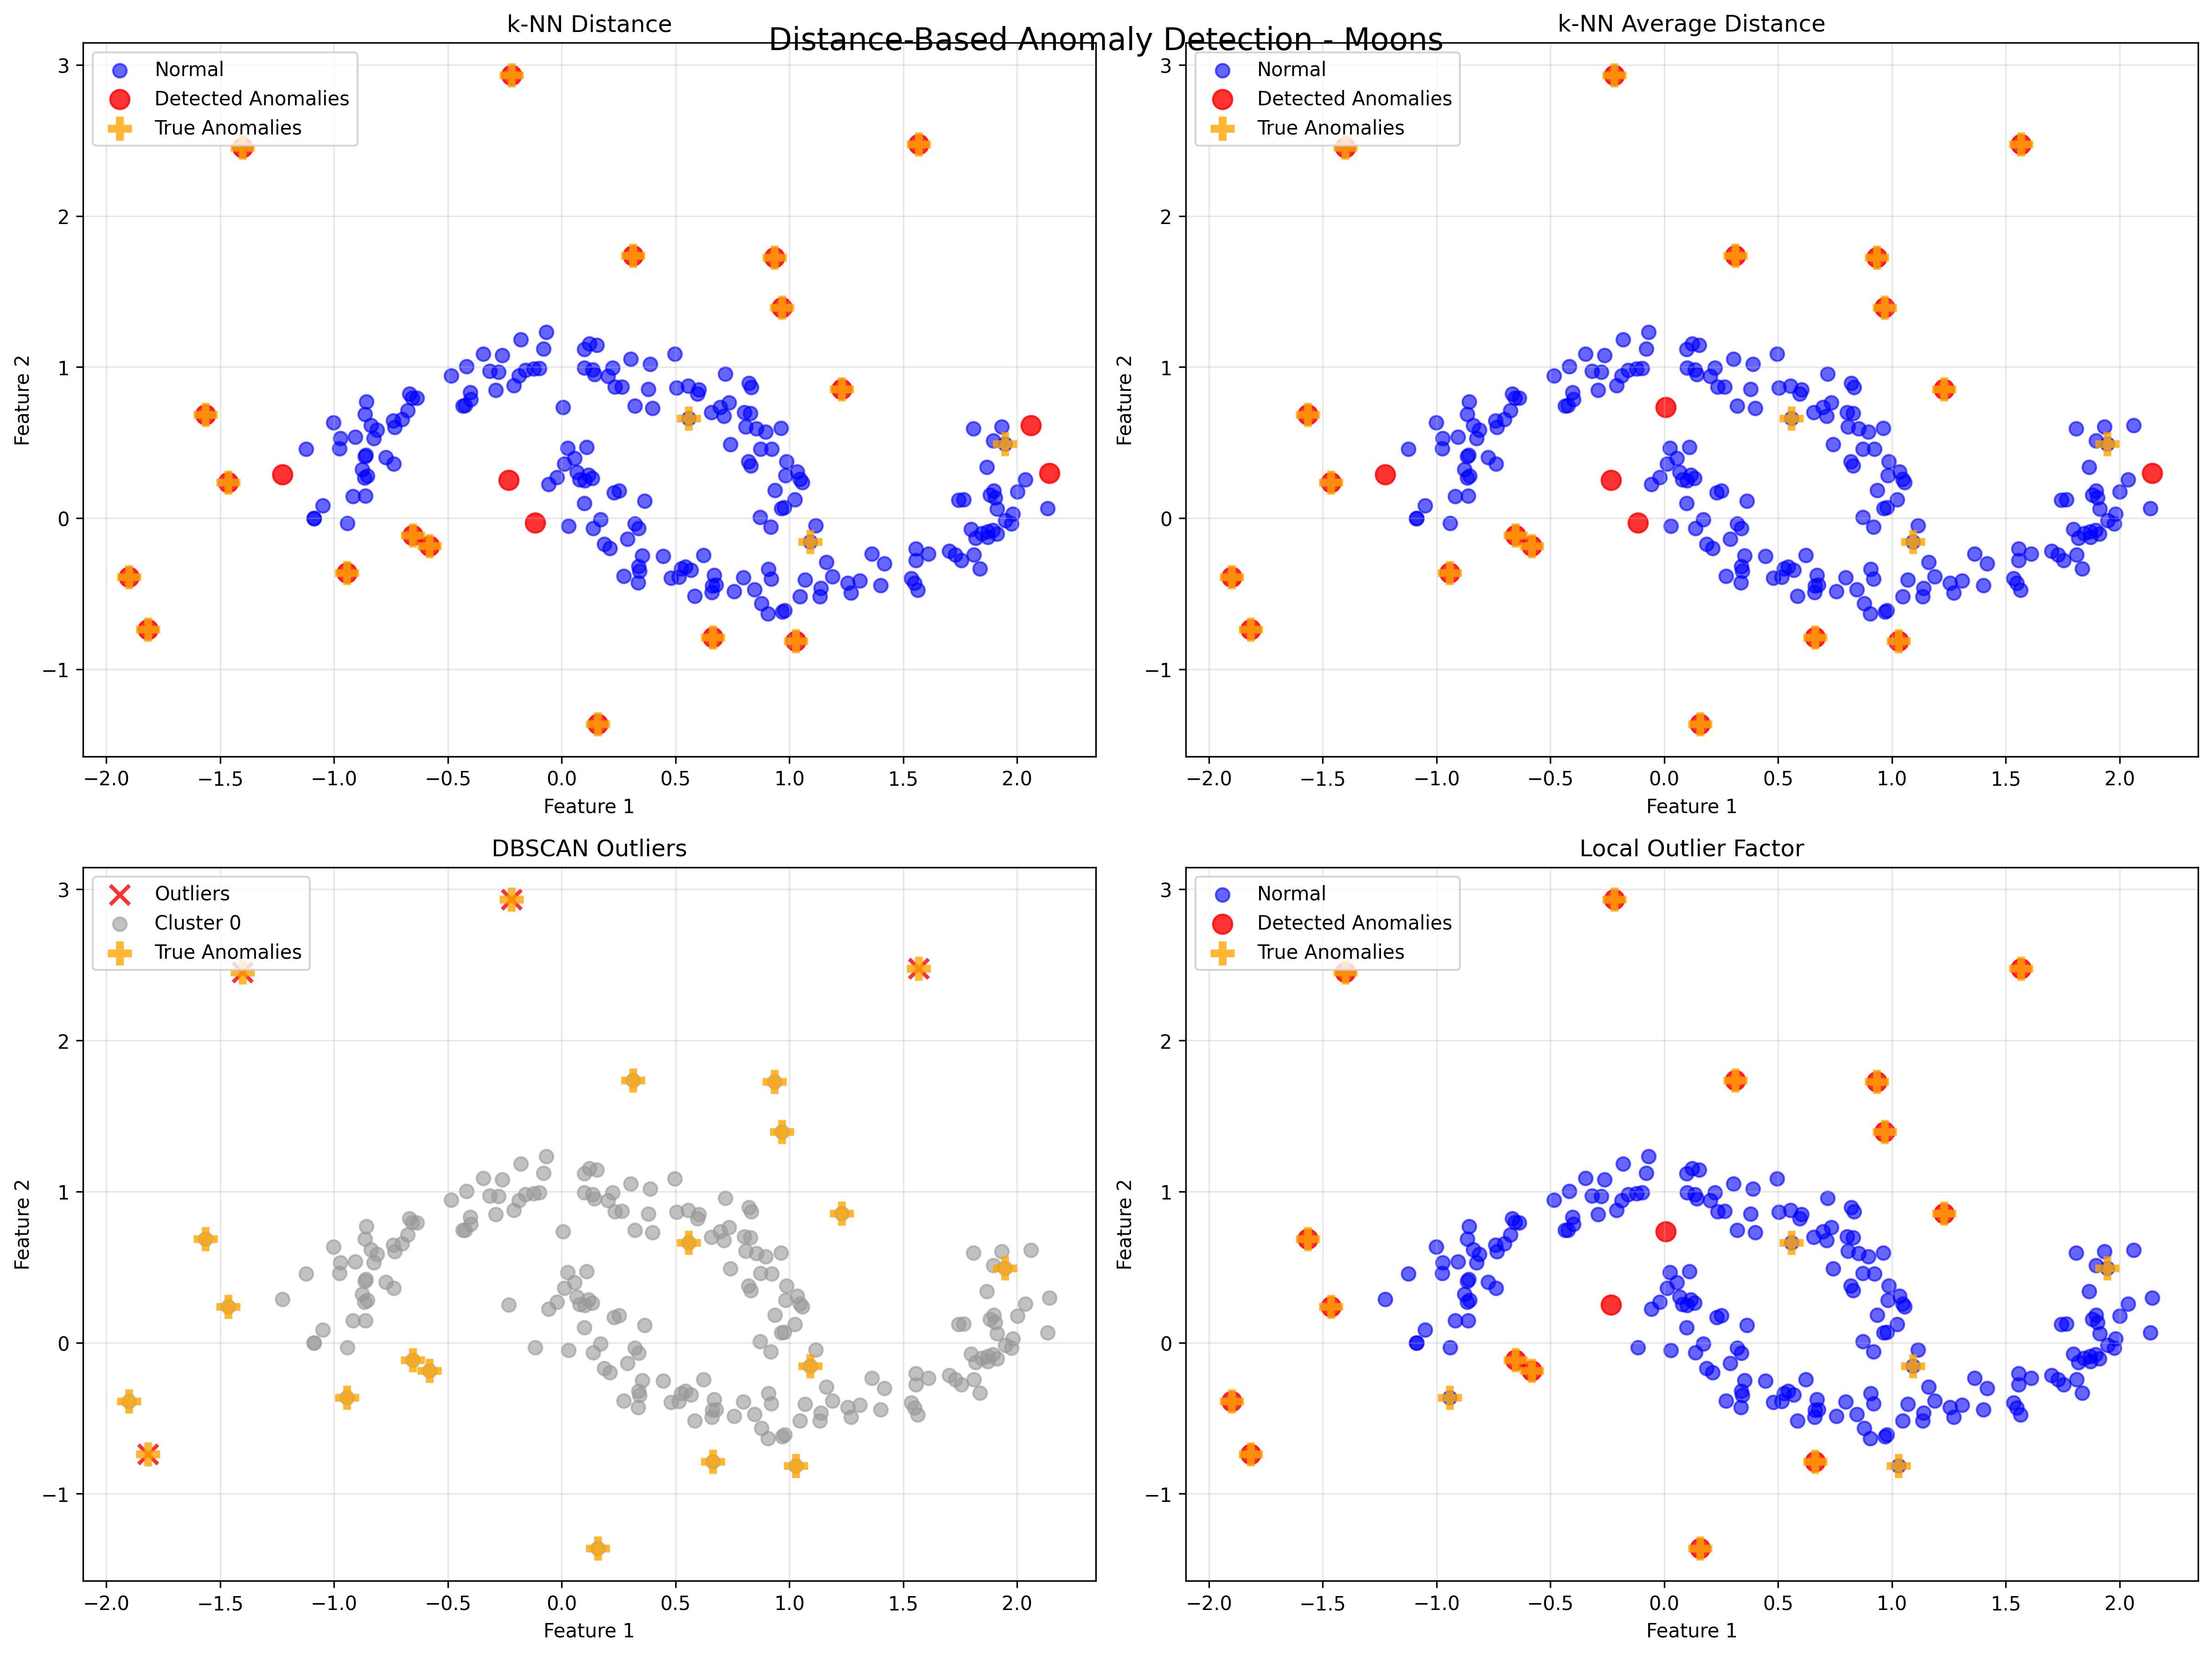 Distance-Based Anomaly Detection - Moons
k-NN Distance
Normal
Detected Anomalies
True Anomalies
Feature 2
3
2
1
0
−1
−2.0 −1.5 −1.0 −0.5 0.0 0.5 1.0 1.5 2.0
Feature 1
k-NN Average Distance
Normal
Detected Anomalies
True Anomalies
Feature 2
3
2
1
0
−1
−2.0 −1.5 −1.0 −0.5 0.0 0.5 1.0 1.5 2.0
Feature 1
DBSCAN Outliers
Outliers
Cluster 0
True Anomalies
Feature 2
3
2
1
0
−1
−2.0 −1.5 −1.0 −0.5 0.0 0.5 1.0 1.5 2.0
Feature 1
Local Outlier Factor
Normal
Detected Anomalies
True Anomalies
Feature 2
3
2
1
0
−1
−2.0 −1.5 −1.0 −0.5 0.0 0.5 1.0 1.5 2.0
Feature 1